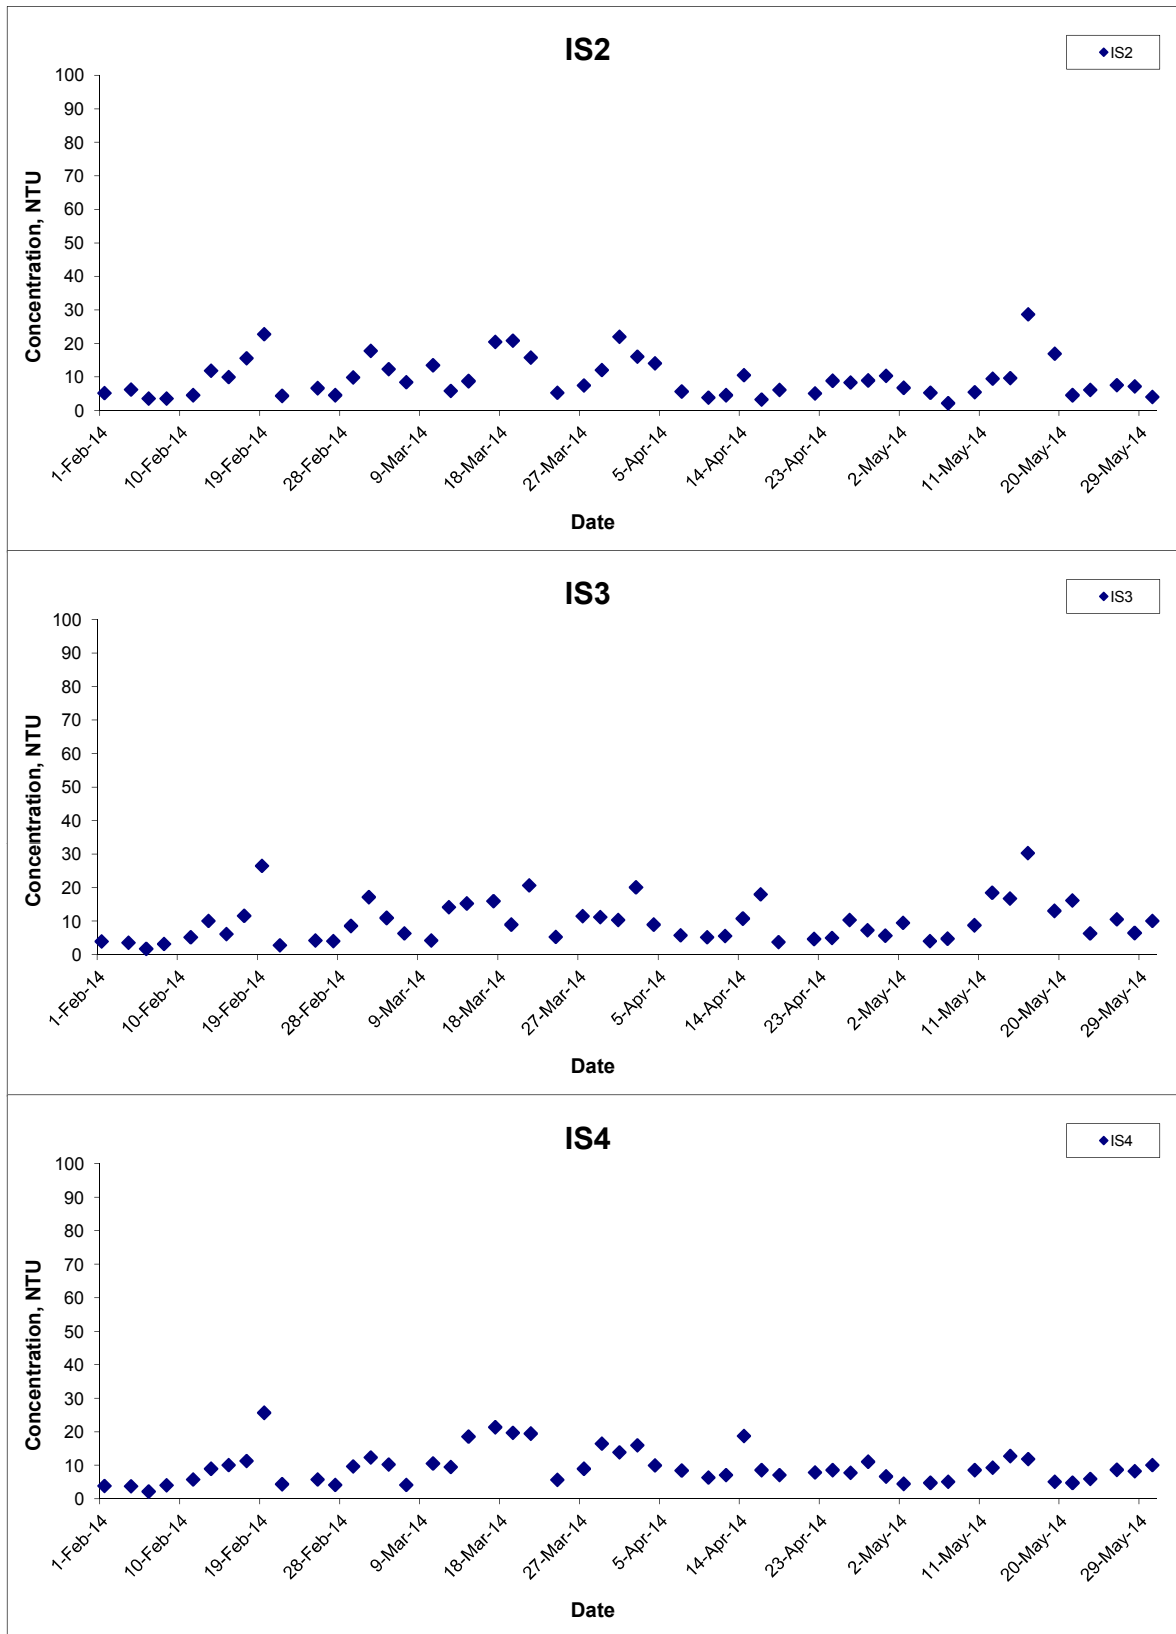 IS2
IS2
100
90
80
70
60
50
40
30
20
10
0
Concentration, NTU
1-Feb-14
10-Feb-14
19-Feb-14
28-Feb-14
9-Mar-14
18-Mar-14
27-Mar-14
5-Apr-14
14-Apr-14
23-Apr-14
2-May-14
11-May-14
20-May-14
29-May-14
Date
IS3
IS3
100
90
80
70
60
50
40
30
20
10
0
Concentration, NTU
1-Feb-14
10-Feb-14
19-Feb-14
28-Feb-14
9-Mar-14
18-Mar-14
27-Mar-14
5-Apr-14
14-Apr-14
23-Apr-14
2-May-14
11-May-14
20-May-14
29-May-14
Date
IS4
IS4
100
90
80
70
60
50
40
30
20
10
0
Concentration, NTU
1-Feb-14
10-Feb-14
19-Feb-14
28-Feb-14
9-Mar-14
18-Mar-14
27-Mar-14
5-Apr-14
14-Apr-14
23-Apr-14
2-May-14
11-May-14
20-May-14
29-May-14
Date